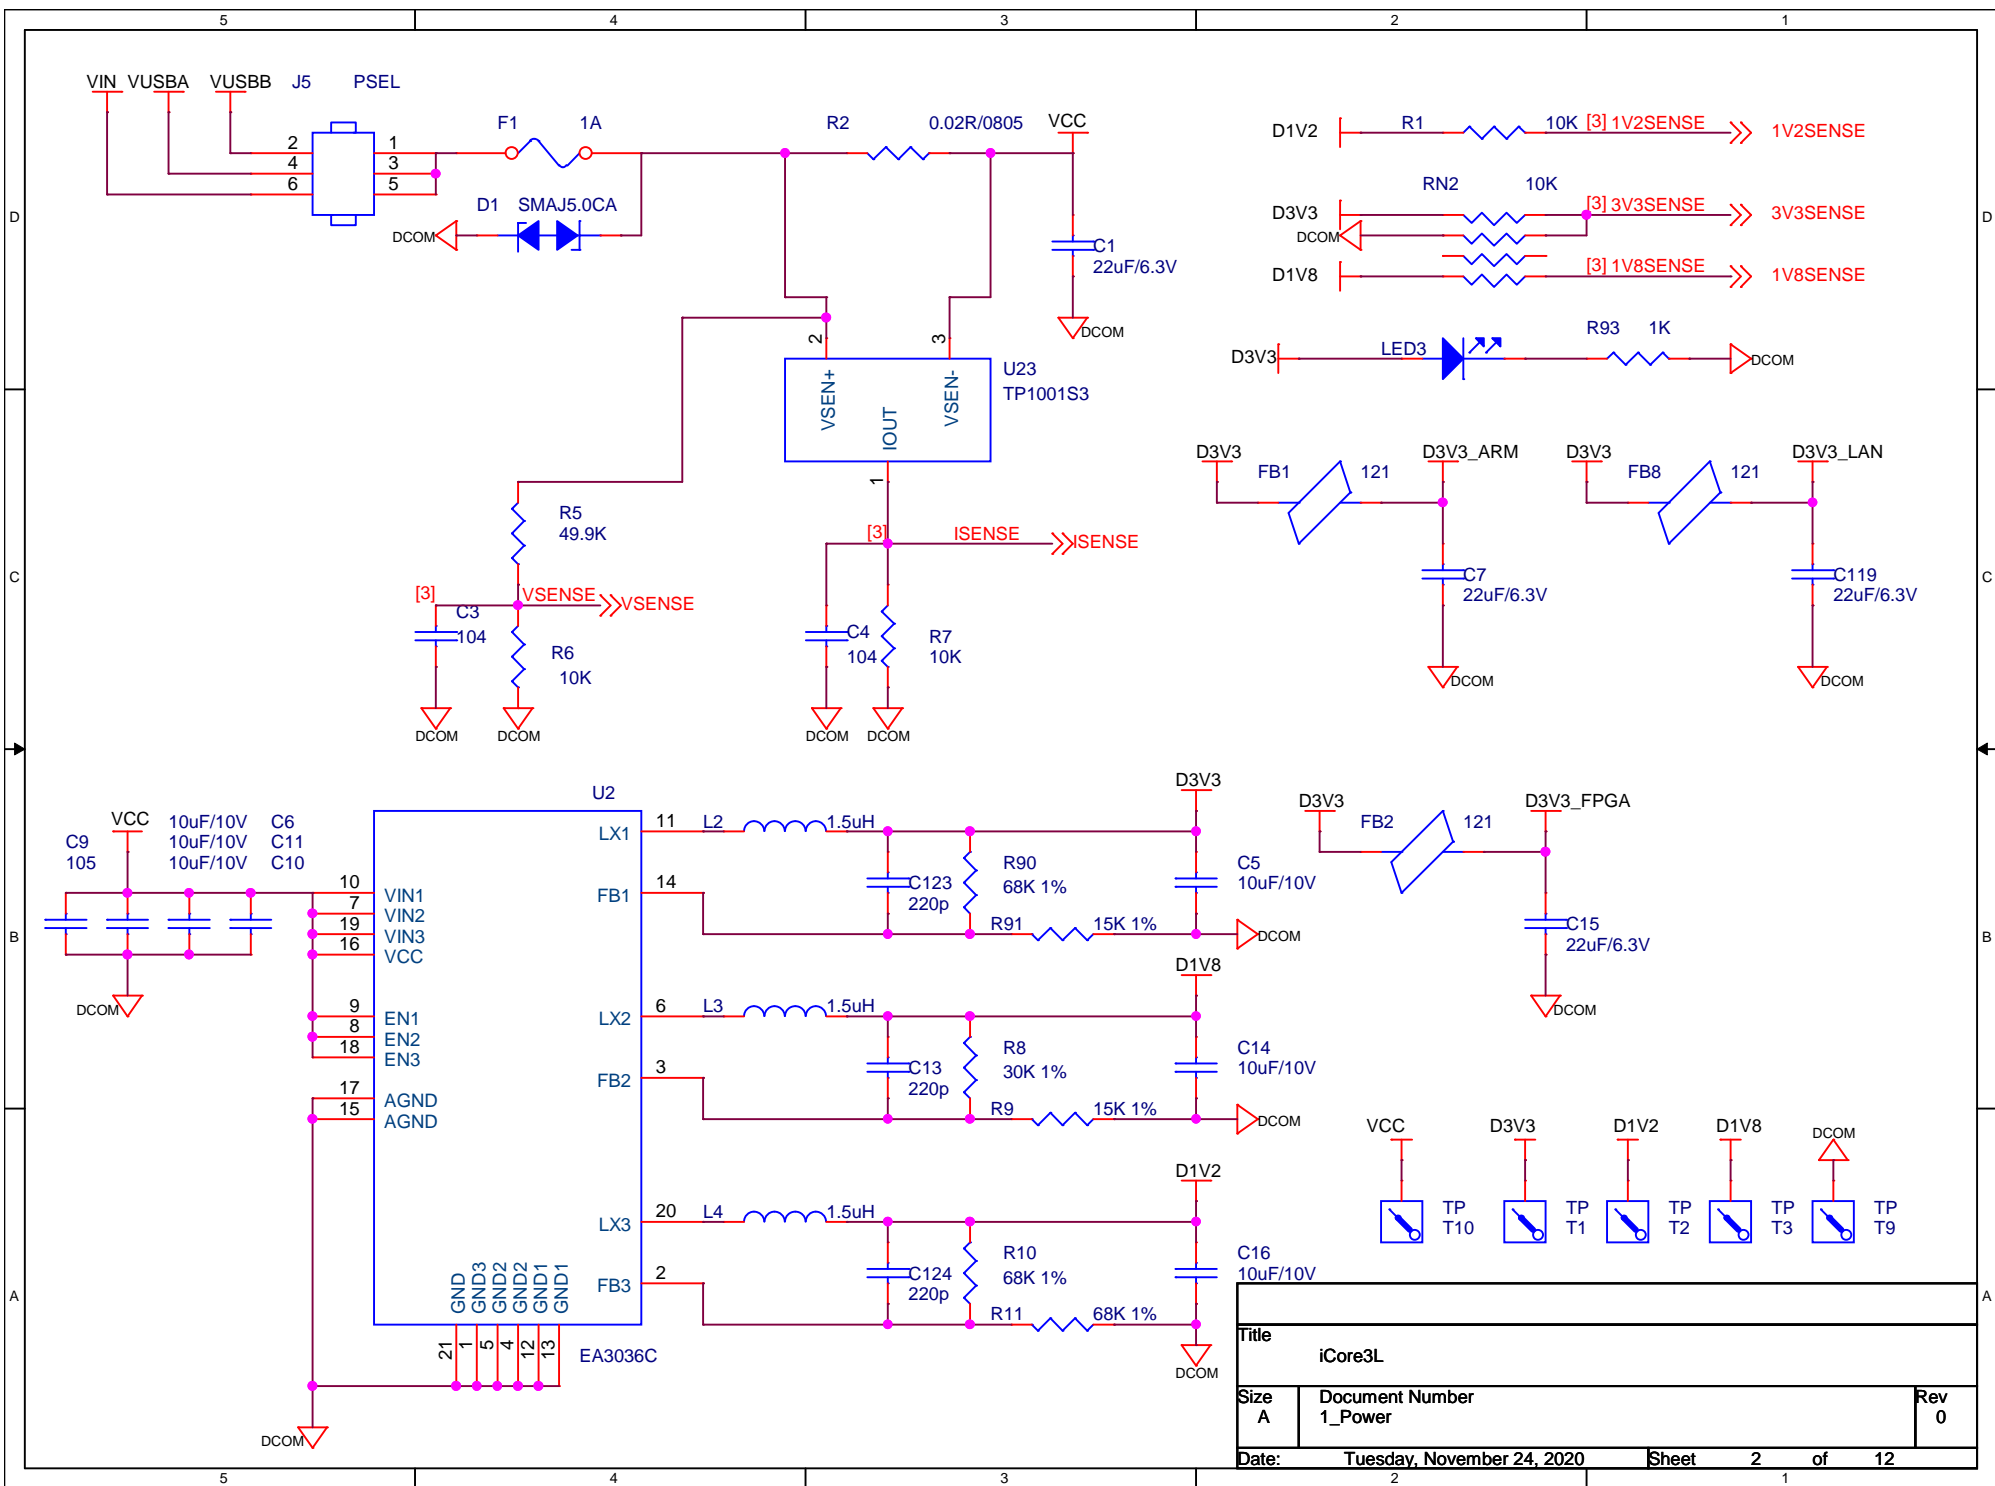 5 4 3 2 1
D D
C C
B B
A A
VIN VUSBA VUSBB J5 PSEL
2 1
4 3
6 5
F1 1A
D1 SMAJ5.0CA
DCOM
R2 0.02R/0805 VCC
C1
22uF/6.3V
DCOM
2 3
VSEN+ IOUT VSEN-
1
U23
TP1001S3
R5
49.9K
[3] VSENSE VSENSE
C3
104
R6
10K
DCOM DCOM
[3] ISENSE ISENSE
C4
104
R7
10K
DCOM DCOM
D1V2 R1 10K [3] 1V2SENSE 1V2SENSE
RN2 10K
D3V3 [3] 3V3SENSE 3V3SENSE
DCOM
D1V8 [3] 1V8SENSE 1V8SENSE
R93 1K
D3V3 LED3 DCOM
D3V3 FB1 121 D3V3_ARM
C7
22uF/6.3V
DCOM
D3V3 FB8 121 D3V3_LAN
C119
22uF/6.3V
DCOM
VCC 10uF/10V C6
C9 10uF/10V C11
105 10uF/10V C10
DCOM
U2
10 VIN1
7 VIN2
19 VIN3
16 VCC
9 EN1
8 EN2
18 EN3
17 AGND
15 AGND
LX1 11 L2 1.5uH D3V3
FB1 14
C123
220p
R90
68K 1%
R91 15K 1%
C5
10uF/10V
DCOM
LX2 6 L3 1.5uH D1V8
FB2 3
C13
220p
R8
30K 1%
R9 15K 1%
C14
10uF/10V
DCOM
LX3 20 L4 1.5uH D1V2
FB3 2
C124
220p
R10
68K 1%
R11 68K 1%
C16
10uF/10V
DCOM
GND GND3 GND2 GND2 GND1 GND1
21 1 5 4 12 13
EA3036C
DCOM
D3V3 FB2 121 D3V3_FPGA
C15
22uF/6.3V
DCOM
VCC D3V3 D1V2 D1V8 DCOM
TP TP TP TP TP
T10 T1 T2 T3 T9
Title
iCore3L
Size Document Number Rev
A 1_Power 0
Date: Tuesday, November 24, 2020 Sheet 2 of 12
5 4 3 2 1